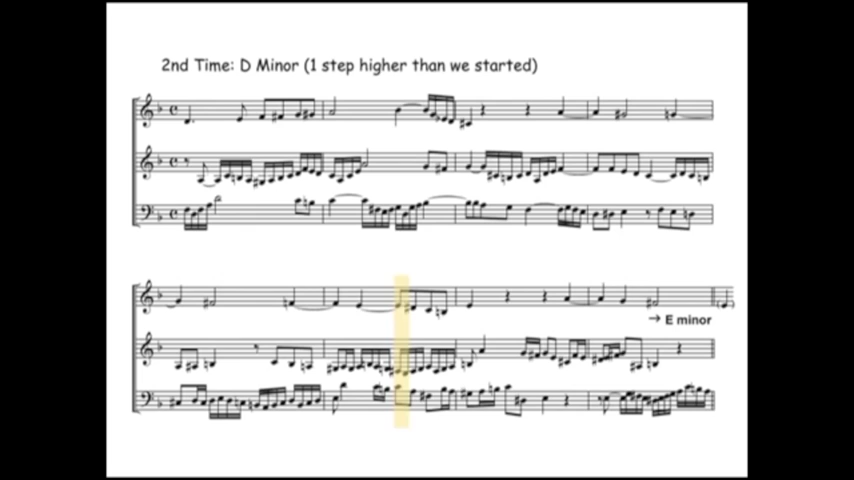 2nd Time: D Minor (1 step higher than we started)
→ E minor